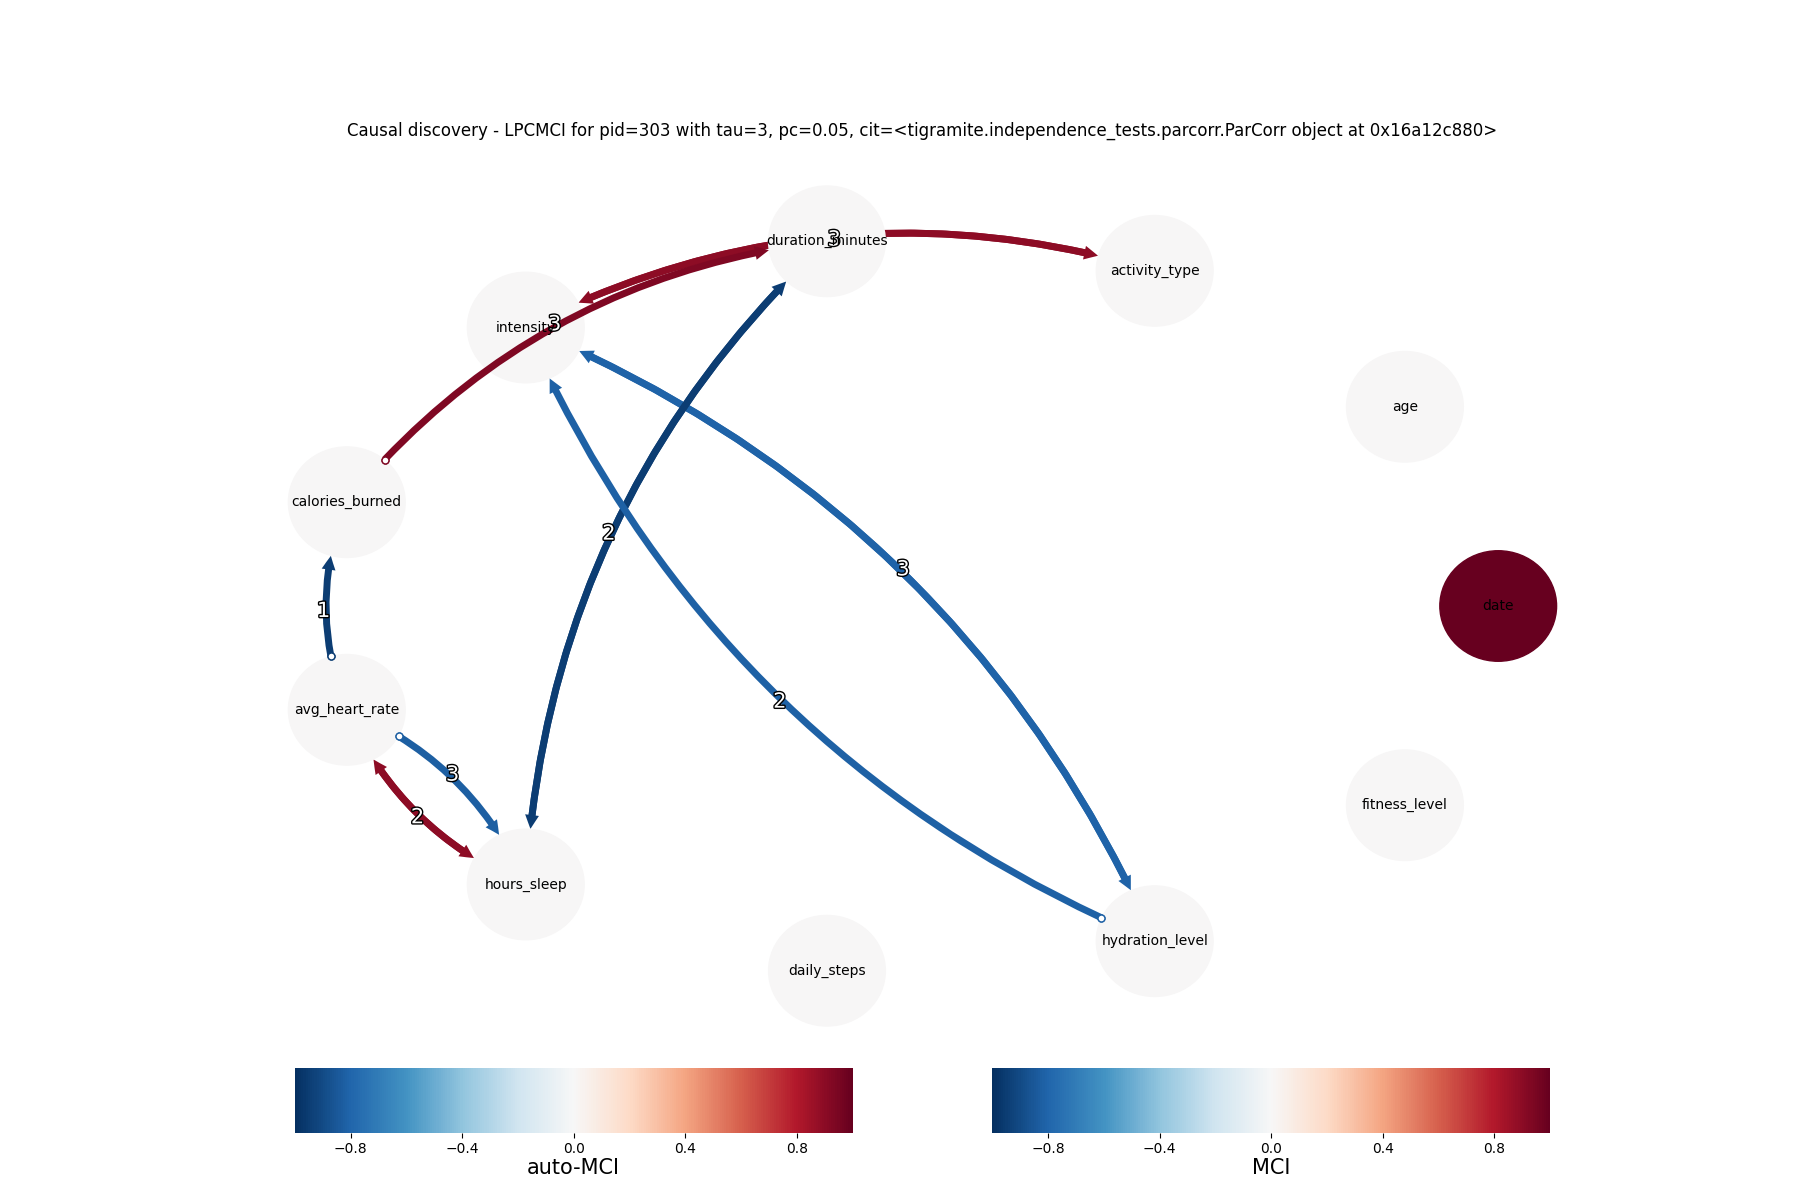 Causal discovery - LPCMCI for pid=303 with tau=3, pc=0.05, cit=<tigramite.independence_tests.parcorr.ParCorr object at 0x16a12c880>
duration_minutes
3
activity_type
intensity
3
age
calories_burned
2
3
date
1
2
avg_heart_rate
3
2
fitness_level
hours_sleep
hydration_level
daily_steps
−0.8 −0.4 0.0 0.4 0.8
auto-MCI
−0.8 −0.4 0.0 0.4 0.8
MCI